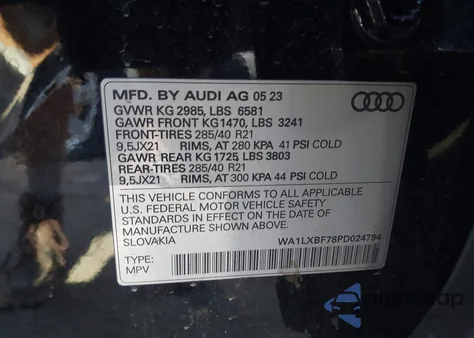 MFD. BY AUDI AG 05 23
GVWR KG 2985, LBS 6581
GAWR FRONT KG 1470, LBS 3241
FRONT-TIRES 285/40 R21
9,5JX21 RIMS, AT 280 KPA 41 PSI COLD
GAWR REAR KG 1725 LBS 3803
REAR-TIRES 285/40 R21
9,5JX21 RIMS, AT 300 KPA 44 PSI COLD
THIS VEHICLE CONFORMS TO ALL APPLICABLE
U.S. FEDERAL MOTOR VEHICLE SAFETY
STANDARDS IN EFFECT ON THE DATE OF
MANUFACTURE SHOWN ABOVE.
SLOVAKIA
WA1LXBF78PD024794
TYPE:
MPV